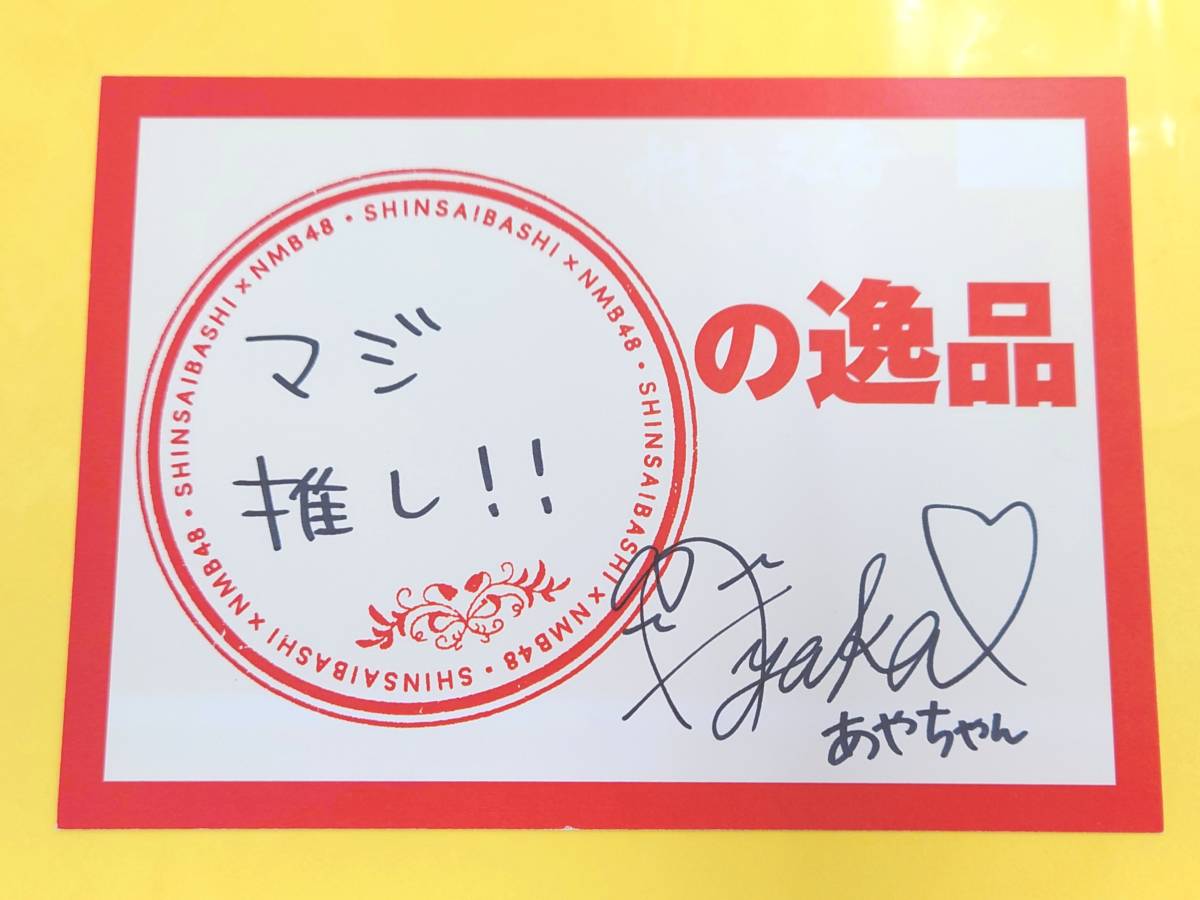 SHINSAIBASHI × NMB48 • SHINSAIBASHI × NMB48 • SHINSAIBASHI × NMB48 • SHINSAIBASHI × NMB48 •
マジ
推し!!
の逸品
Ayaka
あやちゃん